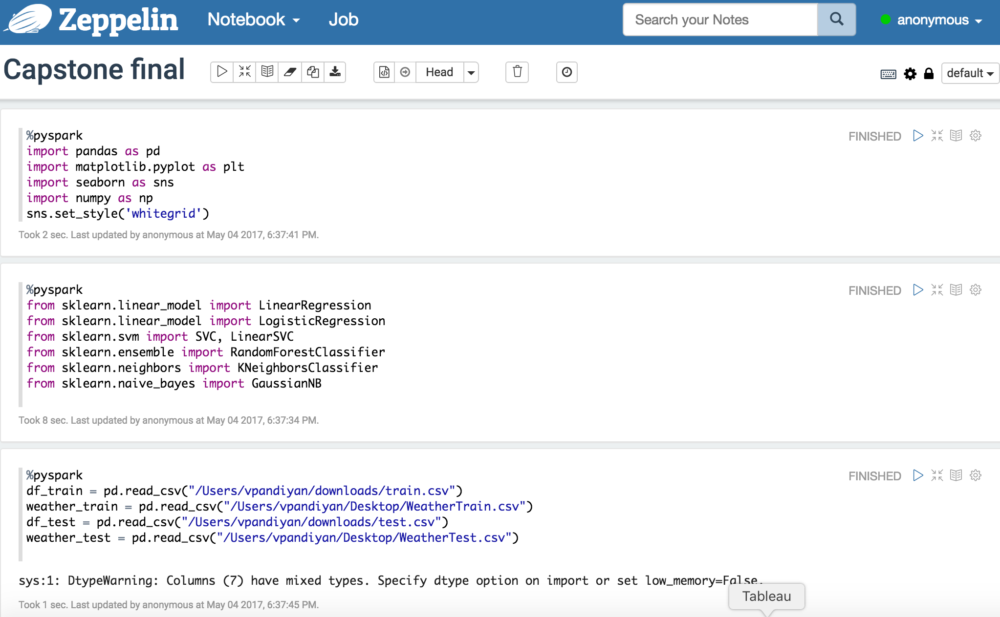 Zeppelin Notebook Job Search your Notes anonymous
Capstone final Head default
%pyspark FINISHED
import pandas as pd
import matplotlib.pyplot as plt
import seaborn as sns
import numpy as np
sns.set_style('whitegrid')
Took 2 sec. Last updated by anonymous at May 04 2017, 6:37:41 PM.
%pyspark FINISHED
from sklearn.linear_model import LinearRegression
from sklearn.linear_model import LogisticRegression
from sklearn.svm import SVC, LinearSVC
from sklearn.ensemble import RandomForestClassifier
from sklearn.neighbors import KNeighborsClassifier
from sklearn.naive_bayes import GaussianNB
Took 8 sec. Last updated by anonymous at May 04 2017, 6:37:34 PM.
%pyspark FINISHED
df_train = pd.read_csv("/Users/vpandiyan/downloads/train.csv")
weather_train = pd.read_csv("/Users/vpandiyan/Desktop/WeatherTrain.csv")
df_test = pd.read_csv("/Users/vpandiyan/downloads/test.csv")
weather_test = pd.read_csv("/Users/vpandiyan/Desktop/WeatherTest.csv")
sys:1: DtypeWarning: Columns (7) have mixed types. Specify dtype option on import or set low_memory=False.
Tableau
Took 1 sec. Last updated by anonymous at May 04 2017, 6:37:45 PM.